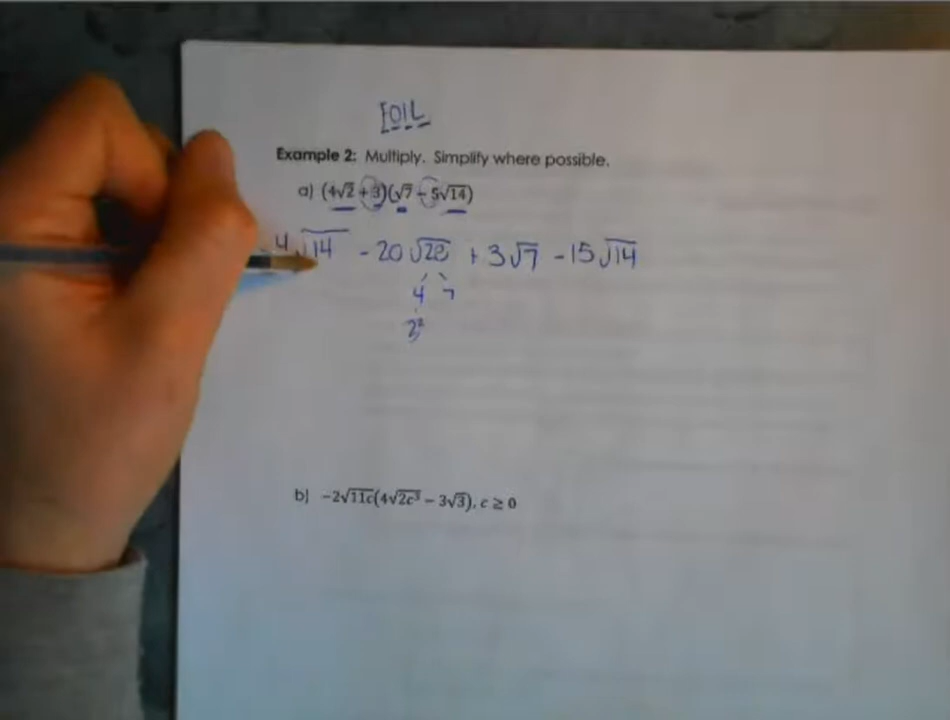 FOIL
Example 2: Multiply. Simplify where possible.
a) (4√2 + 3)(√7 − 5√14)
4√14 - 20√28 + 3√7 - 15√14
4 7
2²
b) −2√11c(4√2c³ − 3√3), c ≥ 0